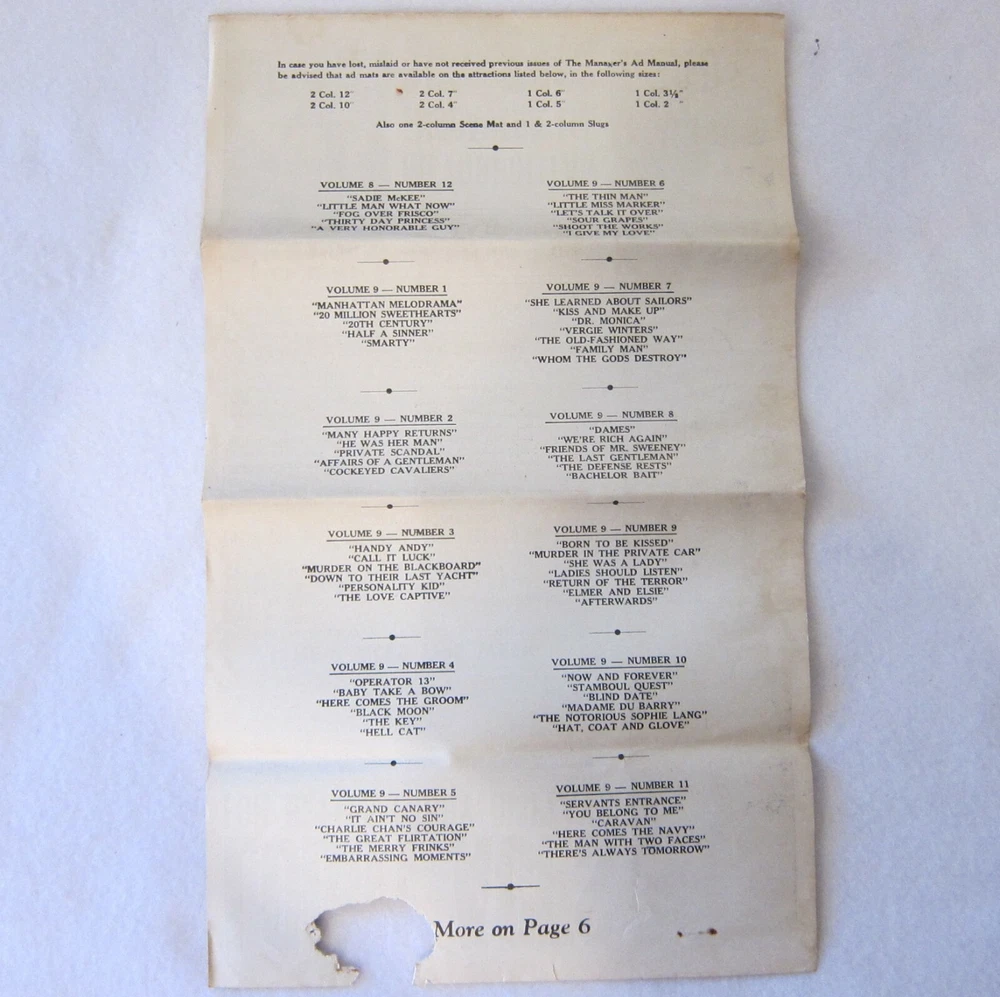 In case you have lost, mislaid or have not received previous issues of The Manager's Ad Manual, please
be advised that ad mats are available on the attractions listed below, in the following sizes:
2 Col. 12" 2 Col. 7" 1 Col. 6" 1 Col. 3½"
2 Col. 10" 2 Col. 4" 1 Col. 5" 1 Col. 2 "
Also one 2-column Scene Mat and 1 & 2-column Slugs
VOLUME 8 — NUMBER 12
"SADIE McKEE"
"LITTLE MAN WHAT NOW"
"FOG OVER FRISCO"
"THIRTY DAY PRINCESS"
"A VERY HONORABLE GUY"
VOLUME 9 — NUMBER 1
"MANHATTAN MELODRAMA"
"20 MILLION SWEETHEARTS"
"20TH CENTURY"
"HALF A SINNER"
"SMARTY"
VOLUME 9 — NUMBER 2
"MANY HAPPY RETURNS"
"HE WAS HER MAN"
"PRIVATE SCANDAL"
"AFFAIRS OF A GENTLEMAN"
"COCKEYED CAVALIERS"
VOLUME 9 — NUMBER 3
"HANDY ANDY"
"CALL IT LUCK"
"MURDER ON THE BLACKBOARD"
"DOWN TO THEIR LAST YACHT"
"PERSONALITY KID"
"THE LOVE CAPTIVE"
VOLUME 9 — NUMBER 4
"OPERATOR 13"
"BABY TAKE A BOW"
"HERE COMES THE GROOM"
"BLACK MOON"
"THE KEY"
"HELL CAT"
VOLUME 9 — NUMBER 5
"GRAND CANARY"
"IT AIN'T NO SIN"
"CHARLIE CHAN'S COURAGE"
"THE GREAT FLIRTATION"
"THE MERRY FRINKS"
"EMBARRASSING MOMENTS"
VOLUME 9 — NUMBER 6
"THE THIN MAN"
"LITTLE MISS MARKER"
"LET'S TALK IT OVER"
"SOUR GRAPES"
"SHOOT THE WORKS"
"I GIVE MY LOVE"
VOLUME 9 — NUMBER 7
"SHE LEARNED ABOUT SAILORS"
"KISS AND MAKE UP"
"DR. MONICA"
"VERGIE WINTERS"
"THE OLD-FASHIONED WAY"
"FAMILY MAN"
"WHOM THE GODS DESTROY"
VOLUME 9 — NUMBER 8
"DAMES"
"WE'RE RICH AGAIN"
"FRIENDS OF MR. SWEENEY"
"THE LAST GENTLEMAN"
"THE DEFENSE RESTS"
"BACHELOR BAIT"
VOLUME 9 — NUMBER 9
"BORN TO BE KISSED"
"MURDER IN THE PRIVATE CAR"
"SHE WAS A LADY"
"LADIES SHOULD LISTEN"
"RETURN OF THE TERROR"
"ELMER AND ELSIE"
"AFTERWARDS"
VOLUME 9 — NUMBER 10
"NOW AND FOREVER"
"STAMBOUL QUEST"
"BLIND DATE"
"MADAME DU BARRY"
"THE NOTORIOUS SOPHIE LANG"
"HAT, COAT AND GLOVE"
VOLUME 9 — NUMBER 11
"SERVANTS ENTRANCE"
"YOU BELONG TO ME"
"CARAVAN"
"HERE COMES THE NAVY"
"THE MAN WITH TWO FACES"
"THERE'S ALWAYS TOMORROW"
More on Page 6